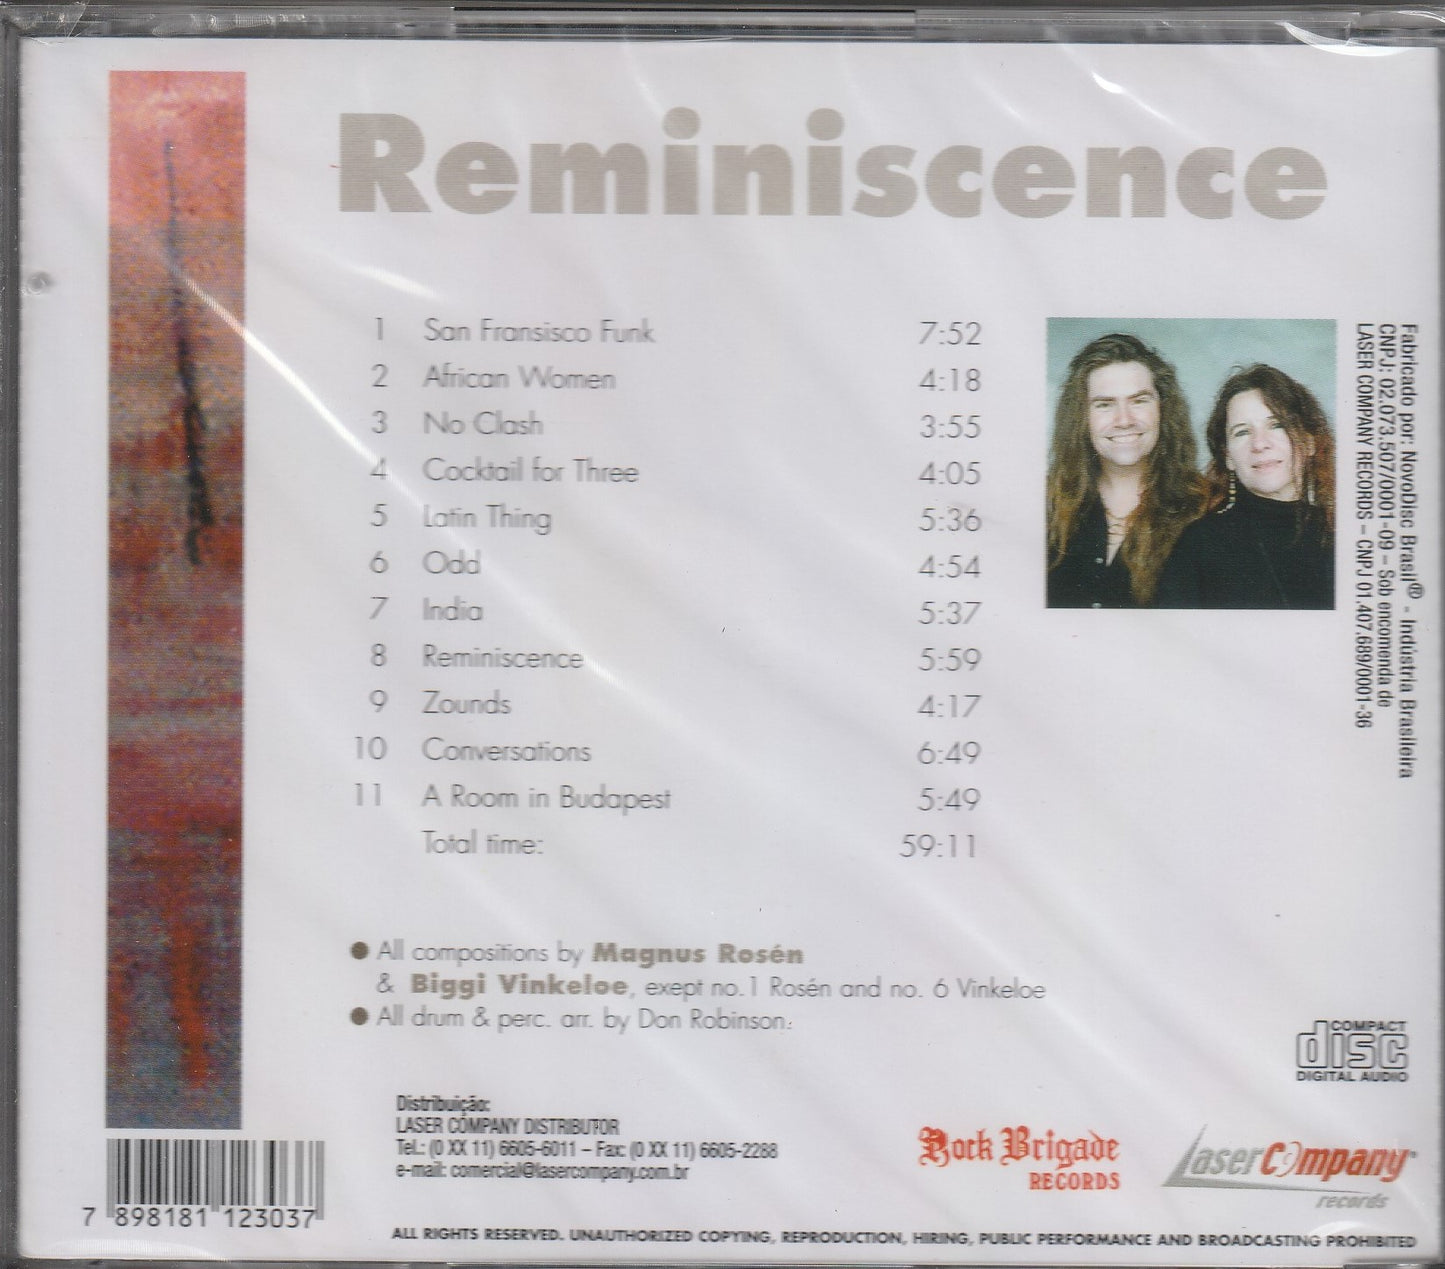 Reminiscence
1 San Fransisco Funk 7:52
2 African Women 4:18
3 No Clash 3:55
4 Cocktail for Three 4:05
5 Latin Thing 5:36
6 Odd 4:54
7 India 5:37
8 Reminiscence 5:59
9 Zounds 4:17
10 Conversations 6:49
11 A Room in Budapest 5:49
Total time: 59:11
Fabricado por: NovoDisc Brasil® - Indústria Brasileira
CNPJ: 02.073.507/0001-09 – Sob encomenda de
LASER COMPANY RECORDS – CNPJ 01.407.689/0001-36
● All compositions by Magnus Rosén
& Biggi Vinkeloe, exept no.1 Rosén and no. 6 Vinkeloe
● All drum & perc. arr. by Don Robinson.
COMPACT
disc
DIGITAL AUDIO
Distribuição:
LASER COMPANY DISTRIBUTOR
Tel.: (0 XX 11) 6605-6011 – Fax: (0 XX 11) 6605-2288
e-mail: comercial@lasercompany.com.br
Rock Brigade
RECORDS
LaserCompany
records
7 898181 123037
ALL RIGHTS RESERVED. UNAUTHORIZED COPYING, REPRODUCTION, HIRING, PUBLIC PERFORMANCE AND BROADCASTING PROHIBITED